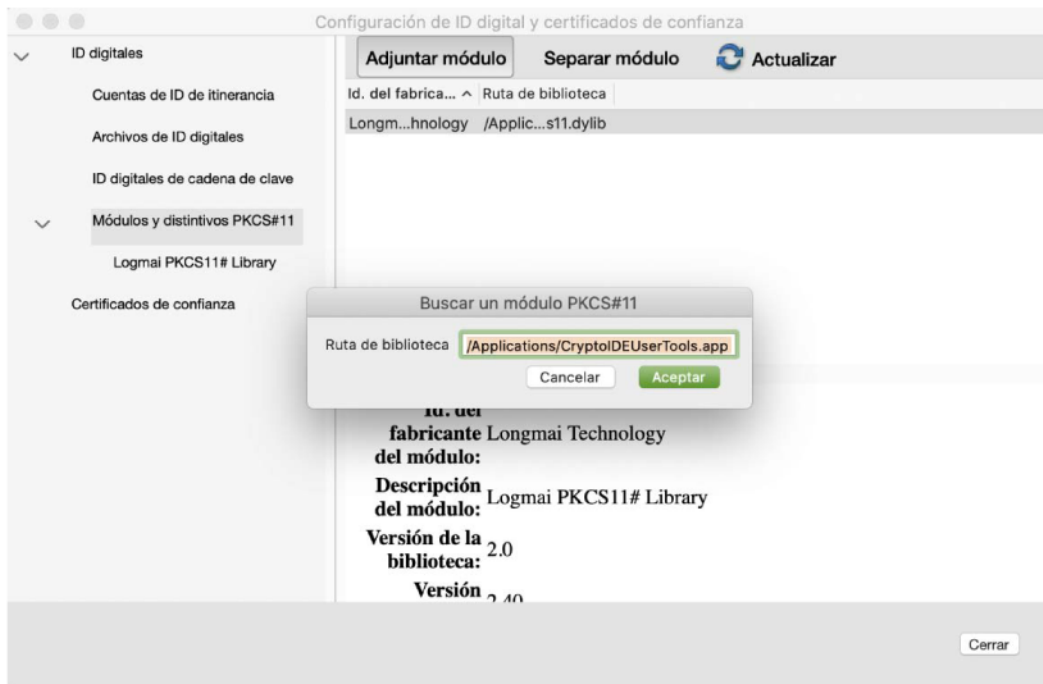 Configuración de ID digital y certificados de confianza
ID digitales
Cuentas de ID de itinerancia
Archivos de ID digitales
ID digitales de cadena de clave
Módulos y distintivos PKCS#11
Logmai PKCS11# Library
Certificados de confianza
Adjuntar módulo Separar módulo Actualizar
Id. del fabrica... Ruta de biblioteca
Longm...hnology /Applic...s11.dylib
Buscar un módulo PKCS#11
Ruta de biblioteca /Applications/CryptoIDEUserTools.app
Cancelar Aceptar
Id. del
fabricante Longmai Technology
del módulo:
Descripción
del módulo: Logmai PKCS11# Library
Versión de la
biblioteca: 2.0
Versión 2.40
Cerrar